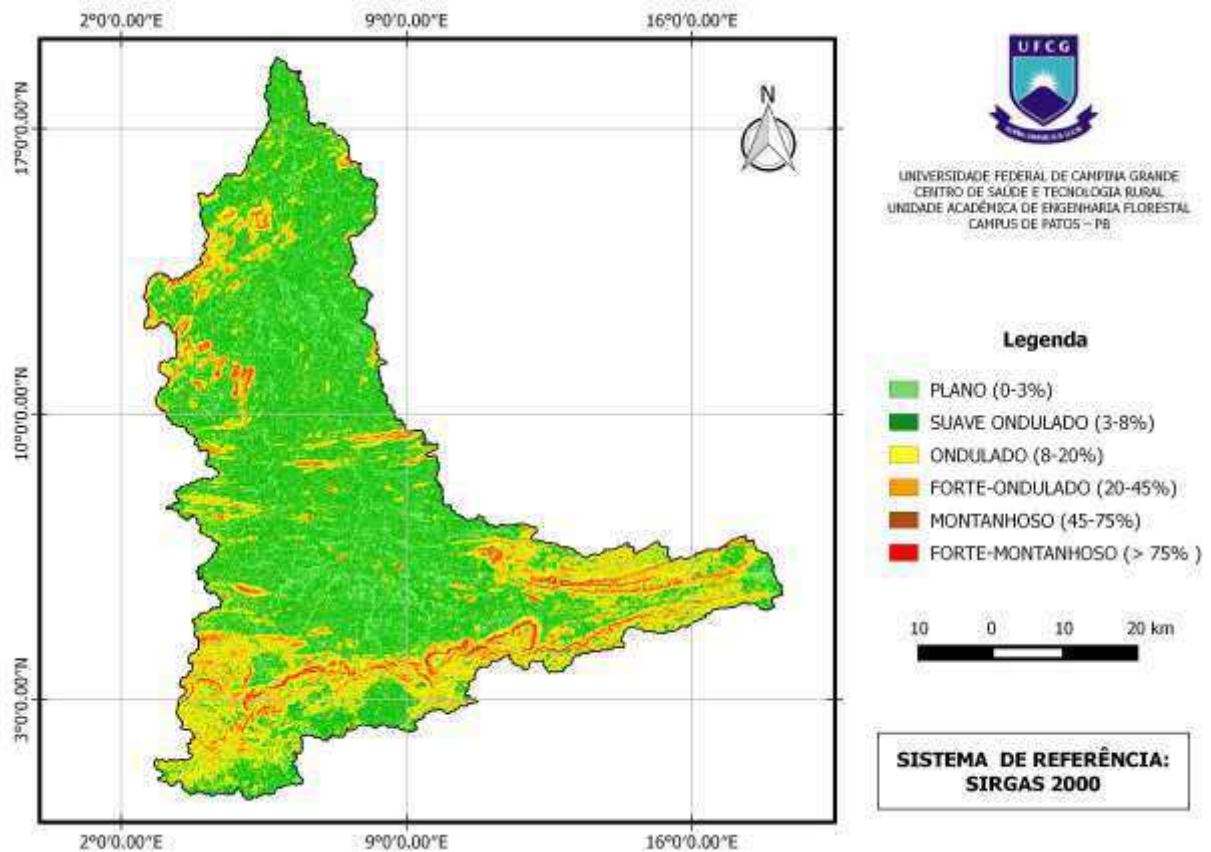 2°0'0.00"E 9°0'0.00"E 16°0'0.00"E
17°0'0.00"N
10°0'0.00"N
3°0'0.00"N
N
2°0'0.00"E 9°0'0.00"E 16°0'0.00"E
UFCG
UNIVERSIDADE FEDERAL DE CAMPINA GRANDE
CENTRO DE SAÚDE E TECNOLOGIA RURAL
UNIDADE ACADÊMICA DE ENGENHARIA FLORESTAL
CAMPUS DE PATOS – PB
Legenda
PLANO (0-3%)
SUAVE ONDULADO (3-8%)
ONDULADO (8-20%)
FORTE-ONDULADO (20-45%)
MONTANHOSO (45-75%)
FORTE-MONTANHOSO (> 75% )
10 0 10 20 km
SISTEMA DE REFERÊNCIA:
SIRGAS 2000